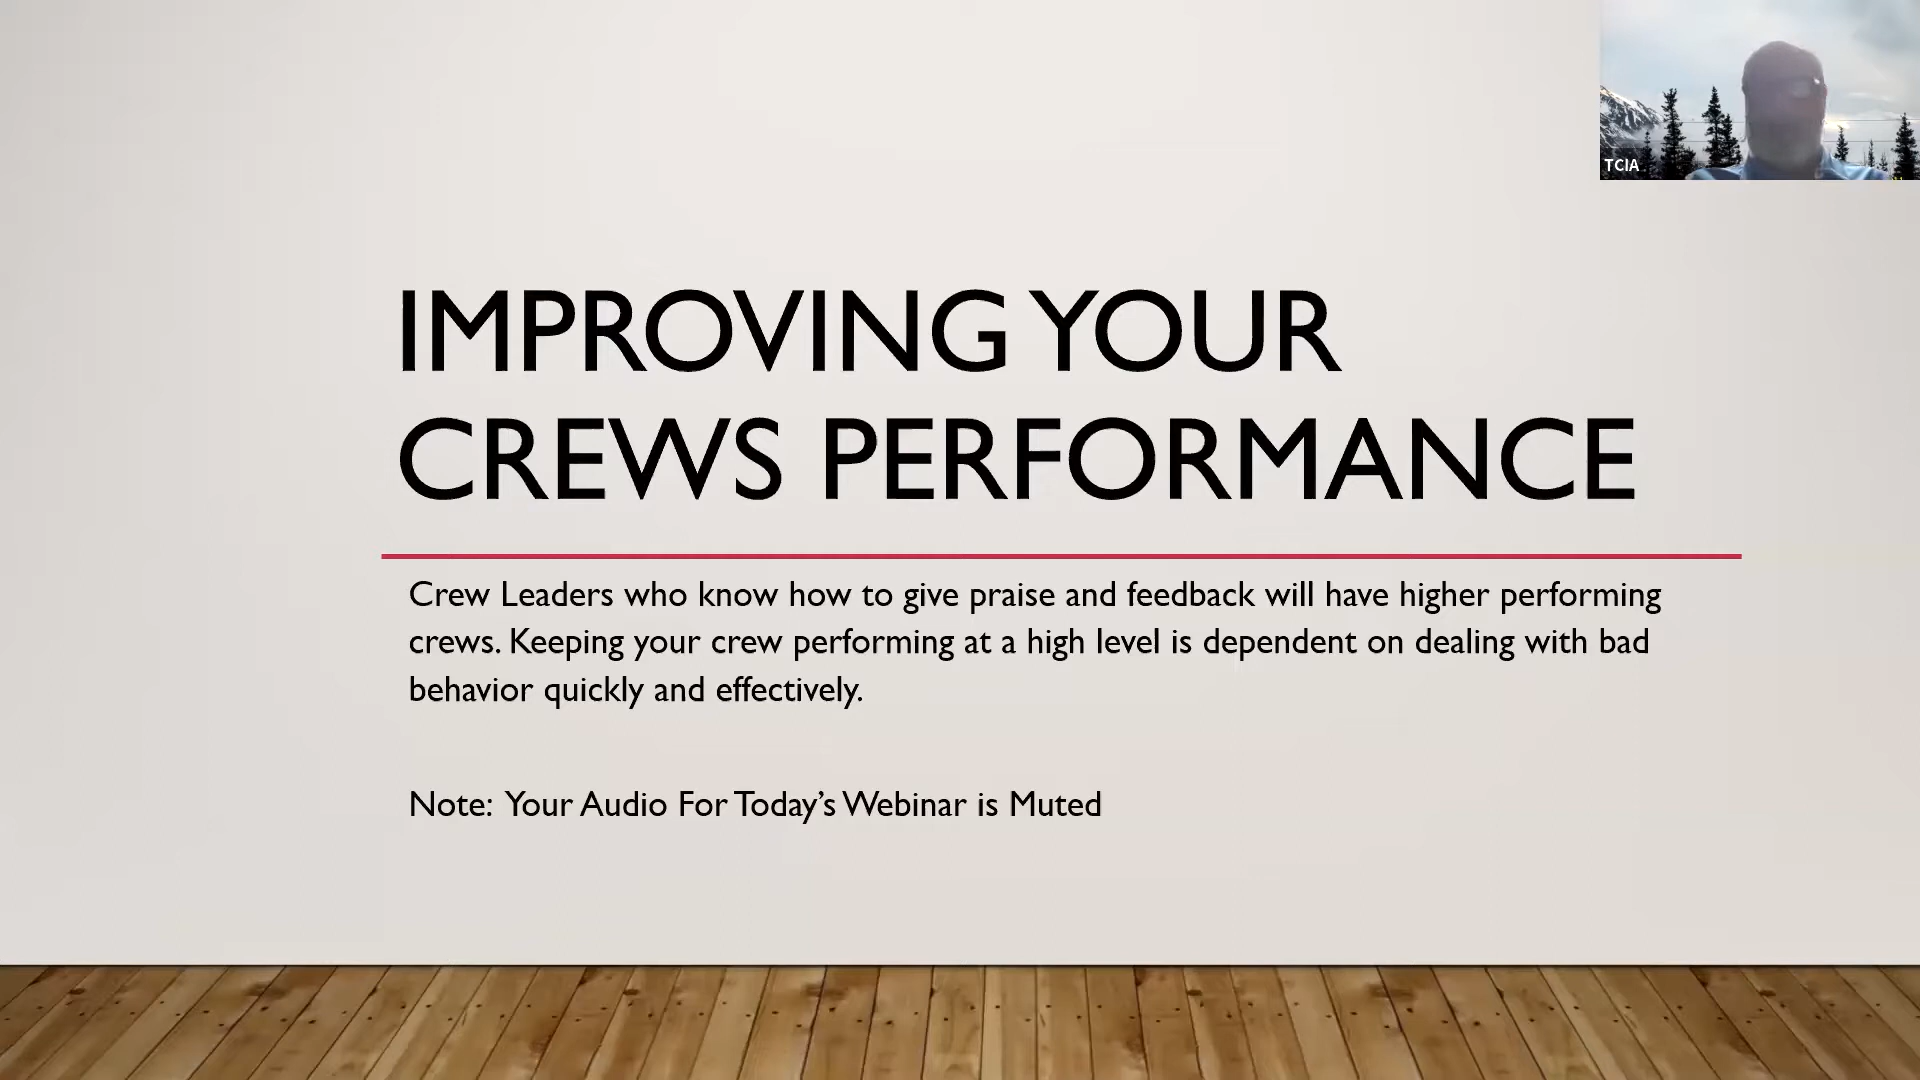 TCIA
IMPROVING YOUR
CREWS PERFORMANCE
Crew Leaders who know how to give praise and feedback will have higher performing
crews. Keeping your crew performing at a high level is dependent on dealing with bad
behavior quickly and effectively.
Note: Your Audio For Today’s Webinar is Muted